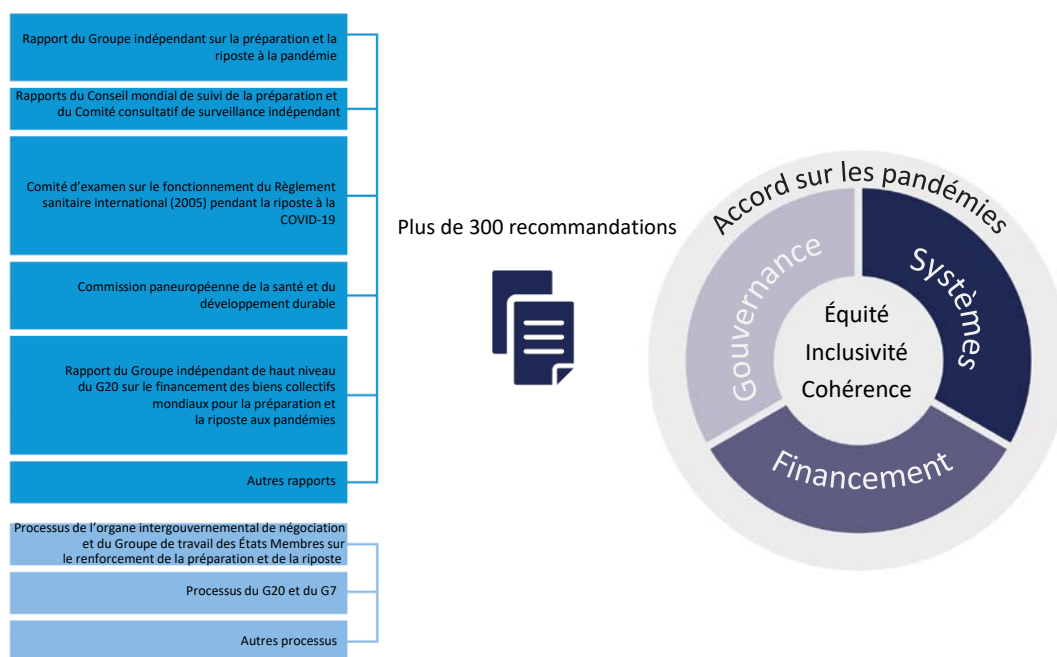 Rapport du Groupe indépendant sur la préparation et la
riposte à la pandémie
Rapports du Conseil mondial de suivi de la préparation et
du Comité consultatif de surveillance indépendant
Comité d’examen sur le fonctionnement du Règlement
sanitaire international (2005) pendant la riposte à la
COVID-19
Commission paneuropéenne de la santé et du
développement durable
Rapport du Groupe indépendant de haut niveau
du G20 sur le financement des biens collectifs
mondiaux pour la préparation et
la riposte aux pandémies
Autres rapports
Processus de l’organe intergouvernemental de négociation
et du Groupe de travail des États Membres sur
le renforcement de la préparation et de la riposte
Processus du G20 et du G7
Autres processus
Plus de 300 recommandations
Accord sur les pandémies
Gouvernance
Systèmes
Financement
Équité
Inclusivité
Cohérence